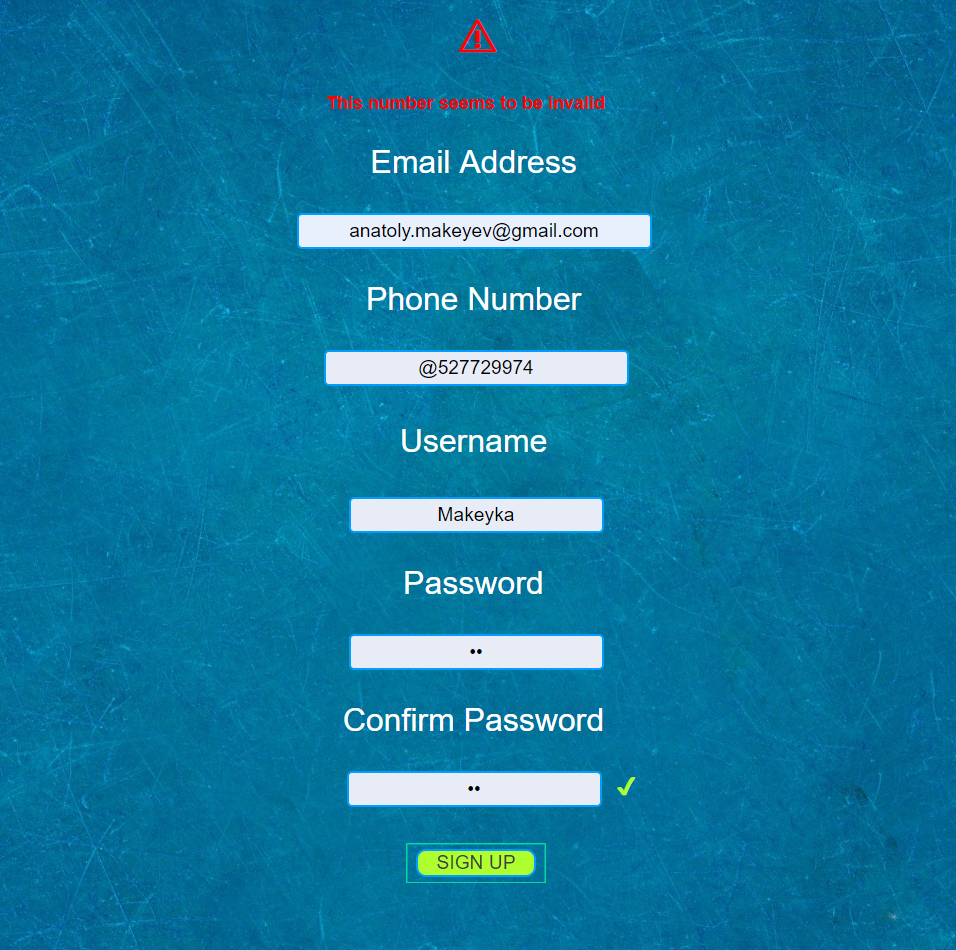 This number seems to be invalid
Email Address
anatoly.makeyev@gmail.com
Phone Number
@527729974
Username
Makeyka
Password
••
Confirm Password
•• ✔
SIGN UP